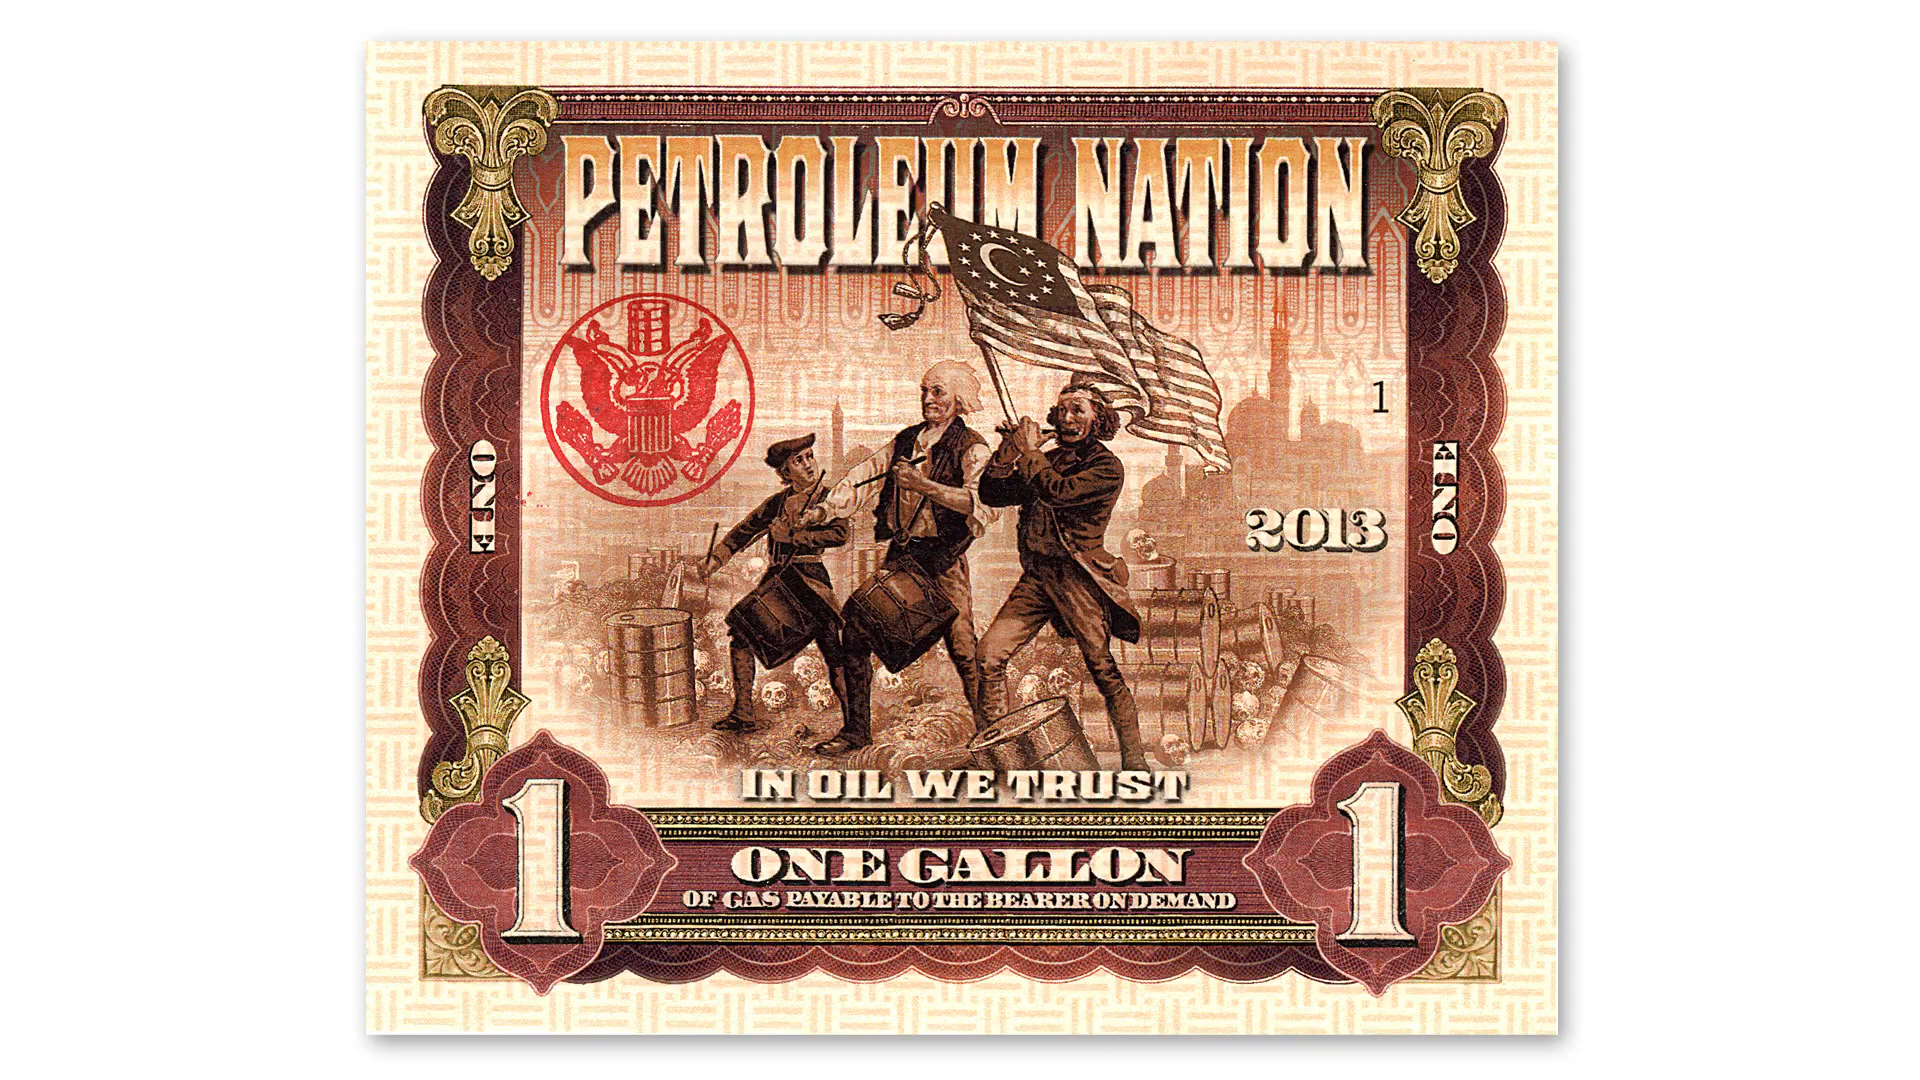 PETROLEUM NATION
1
2013
ONE
ONE
IN OIL WE TRUST
1
ONE GALLON
OF GAS PAYABLE TO THE BEARER ON DEMAND
1